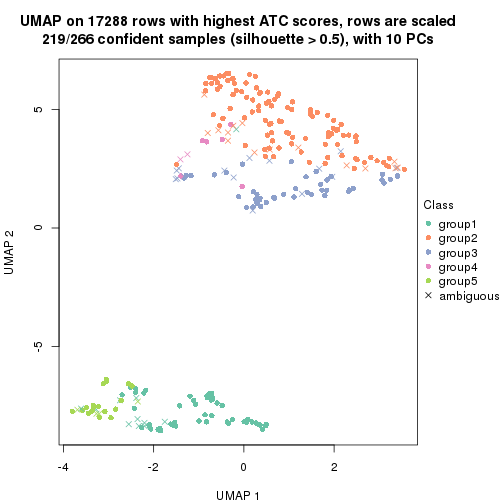 UMAP on 17288 rows with highest ATC scores, rows are scaled
219/266 confident samples (silhouette > 0.5), with 10 PCs
5
0
-5
UMAP 2
-4
-2
0
2
UMAP 1
Class
group1
group2
group3
group4
group5
ambiguous